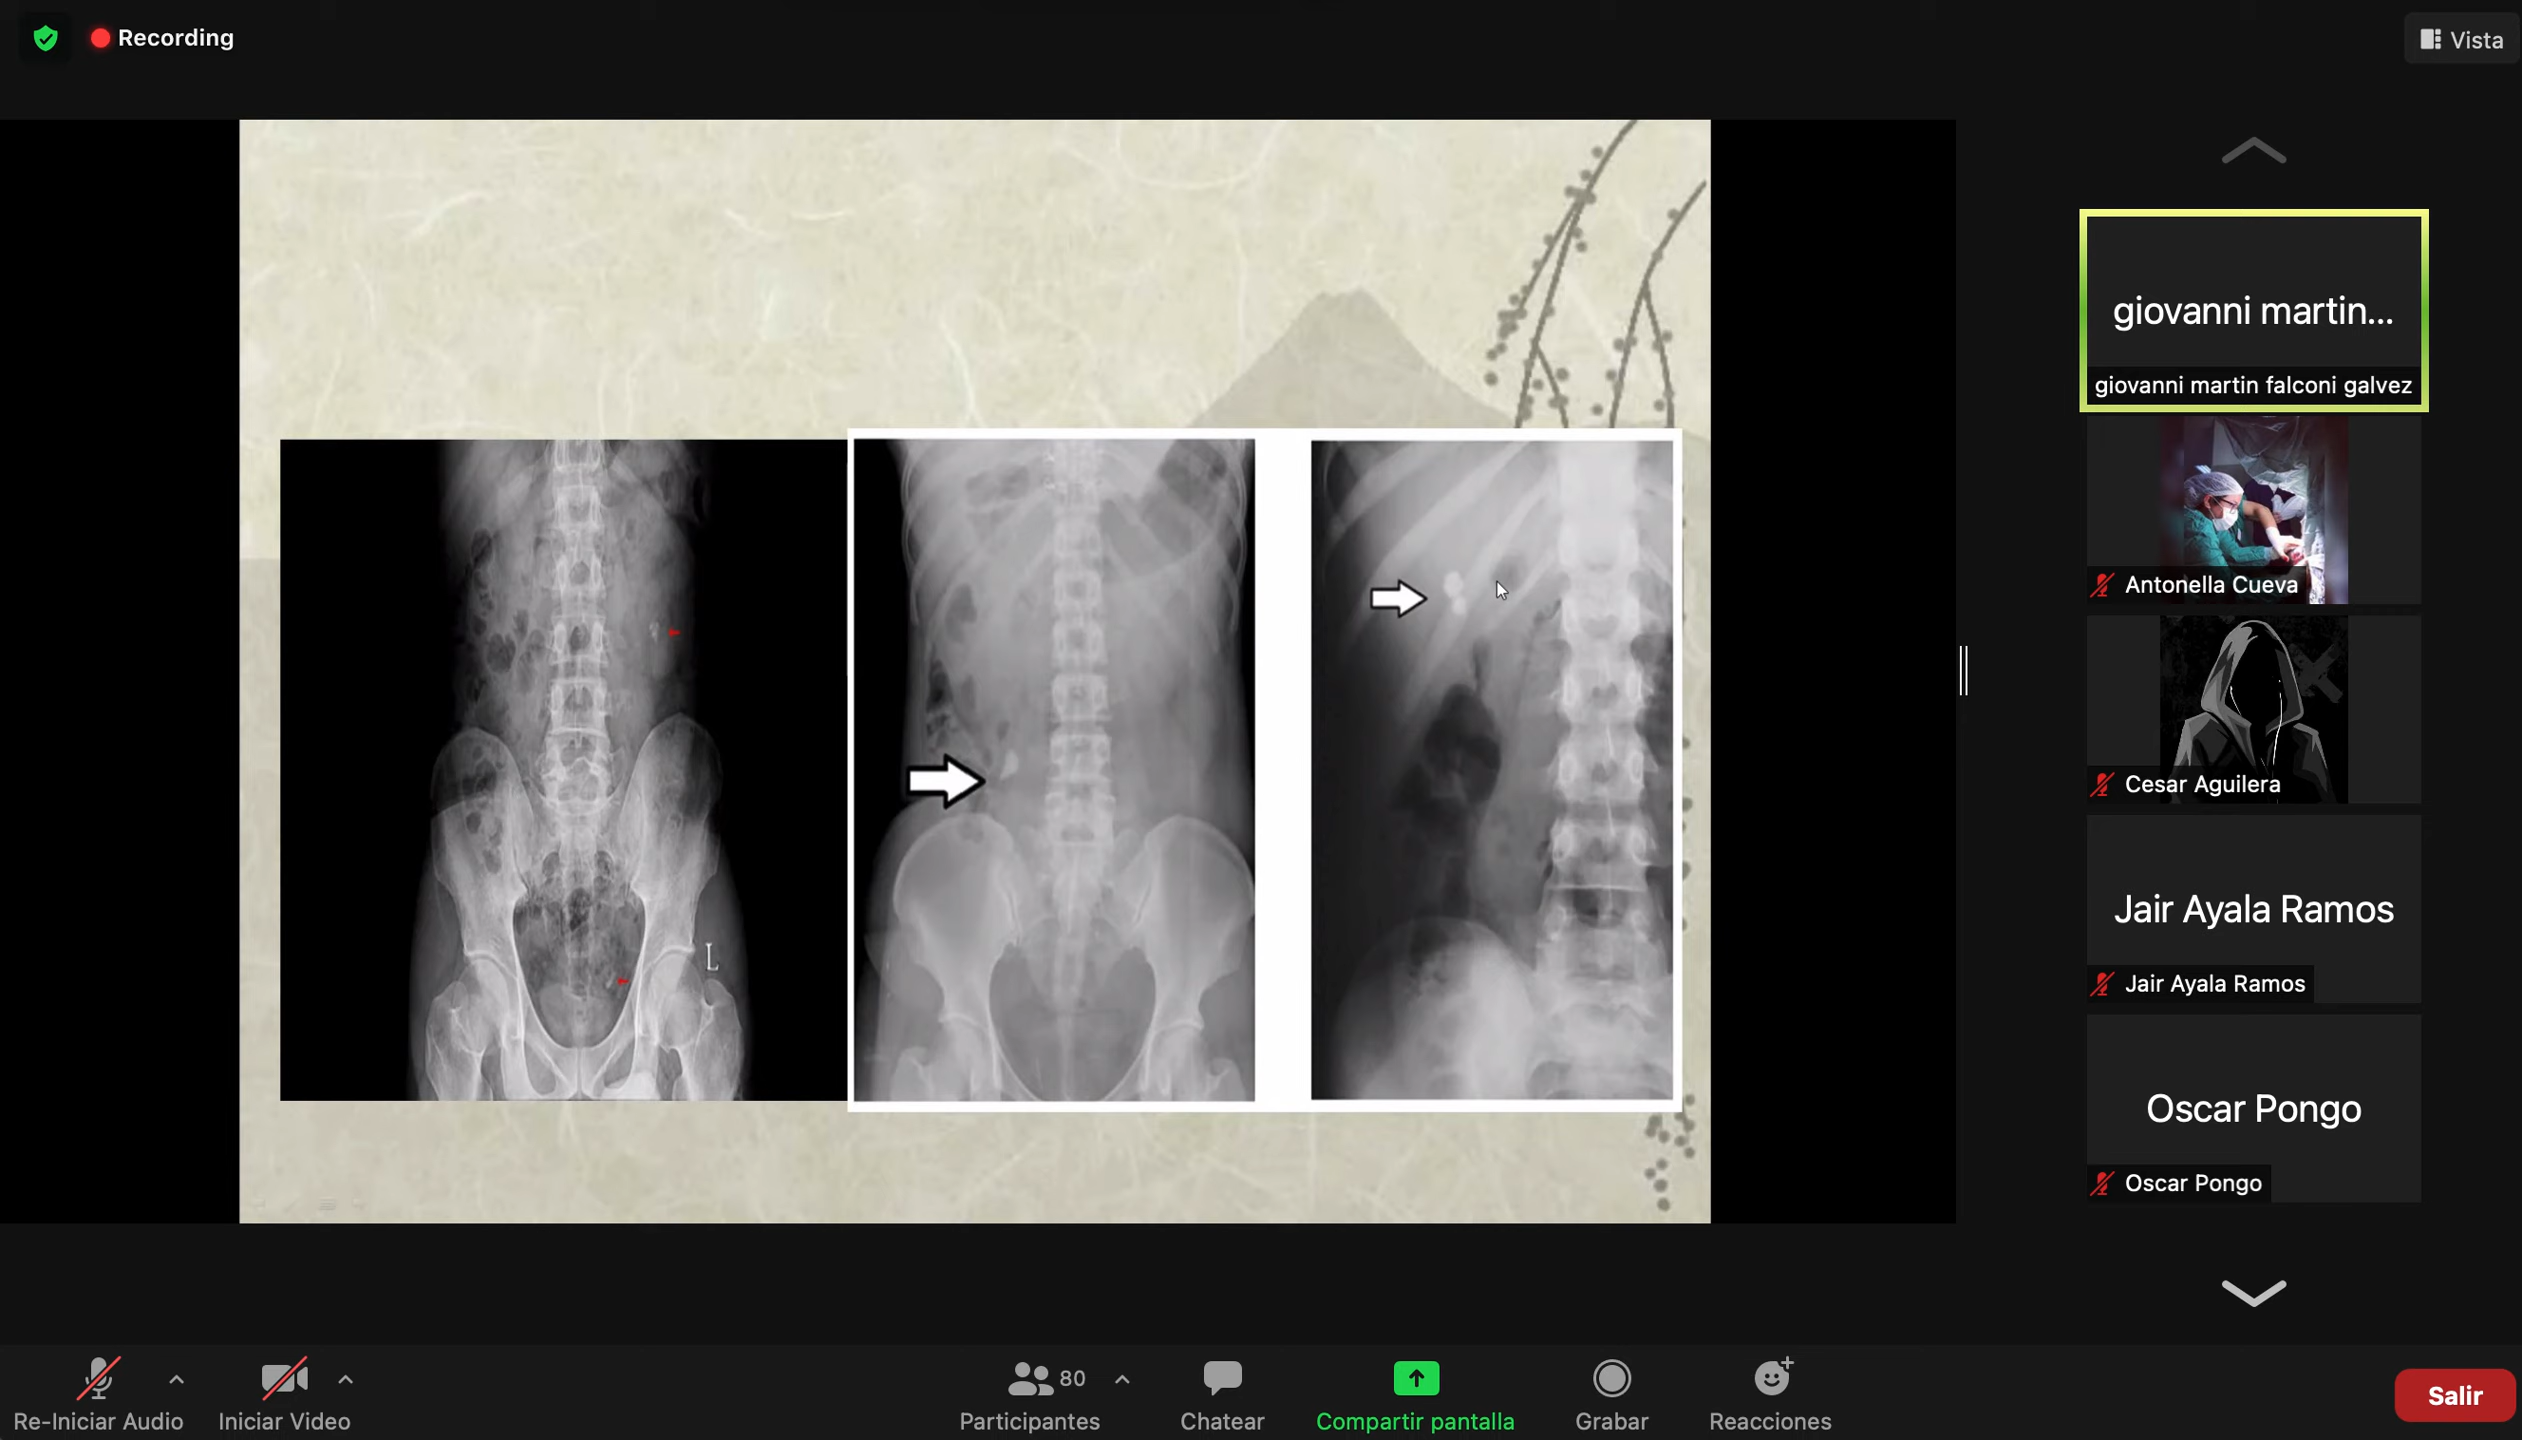 Recording
Vista
giovanni martin...
giovanni martin falconi galvez
Antonella Cueva
Cesar Aguilera
Jair Ayala Ramos
Jair Ayala Ramos
Oscar Pongo
Oscar Pongo
L
80
Re-Iniciar Audio
Iniciar Video
Participantes
Chatear
Compartir pantalla
Grabar
Reacciones
Salir